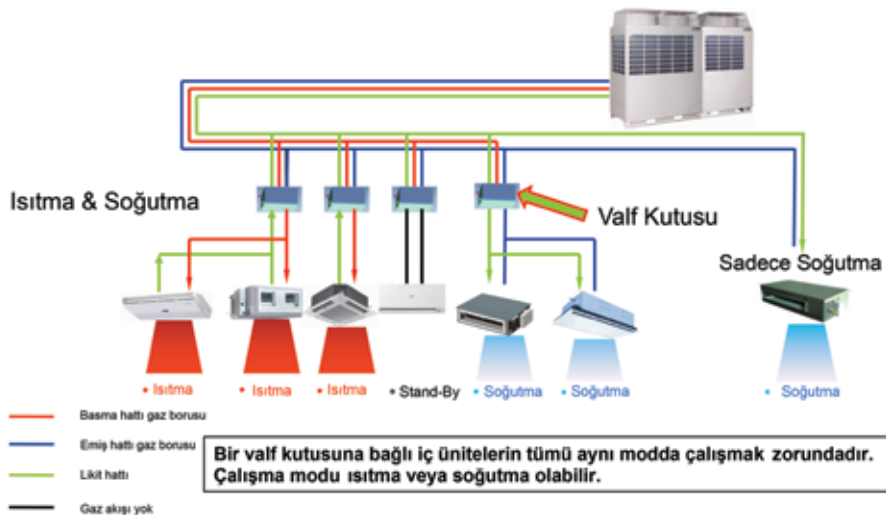 Isıtma & Soğutma
Valf Kutusu
Sadece Soğutma
• Isıtma
• Isıtma
• Isıtma
• Stand-By
• Soğutma
• Soğutma
• Soğutma
Basma hattı gaz borusu
Emiş hattı gaz borusu
Likit hattı
Gaz akışı yok
Bir valf kutusuna bağlı iç ünitelerin tümü aynı modda çalışmak zorundadır.
Çalışma modu ısıtma veya soğutma olabilir.